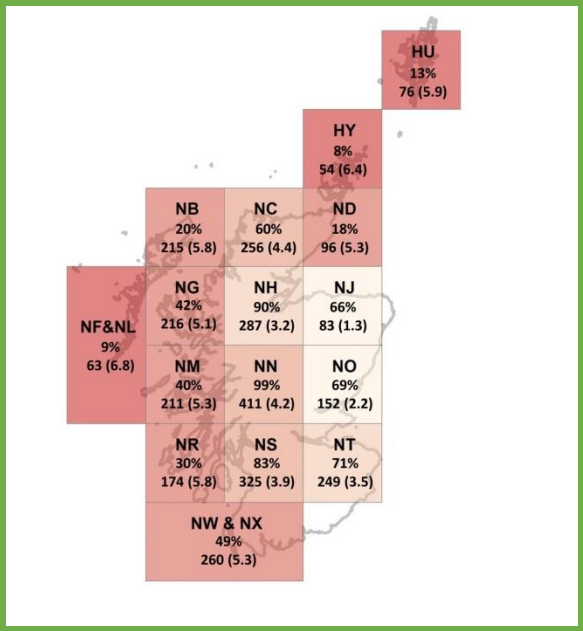 HU
13%
76 (5.9)
HY
8%
54 (6.4)
NB
20%
215 (5.8)
NC
60%
256 (4.4)
ND
18%
96 (5.3)
NF&NL
9%
63 (6.8)
NG
42%
216 (5.1)
NH
90%
287 (3.2)
NJ
66%
83 (1.3)
NM
40%
211 (5.3)
NN
99%
411 (4.2)
NO
69%
152 (2.2)
NR
30%
174 (5.8)
NS
83%
325 (3.9)
NT
71%
249 (3.5)
NW & NX
49%
260 (5.3)